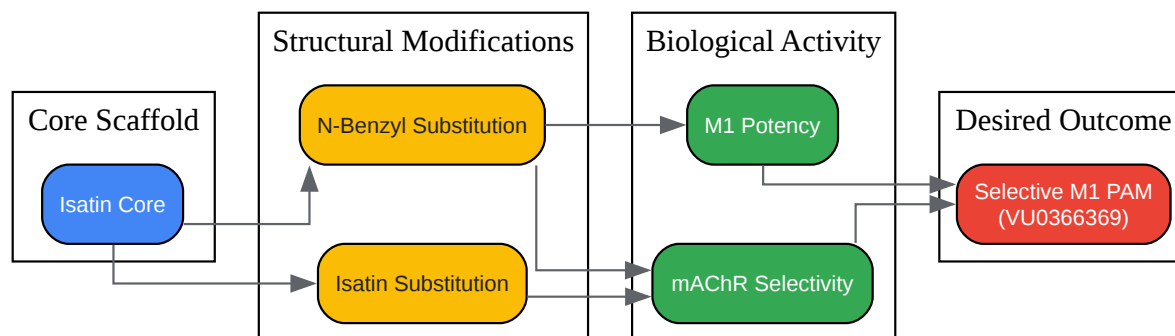 Core Scaffold
Isatin Core
Structural Modifications
N-Benzyl Substitution
Isatin Substitution
Biological Activity
M1 Potency
mAChR Selectivity
Desired Outcome
Selective M1 PAM
(VU0366369)